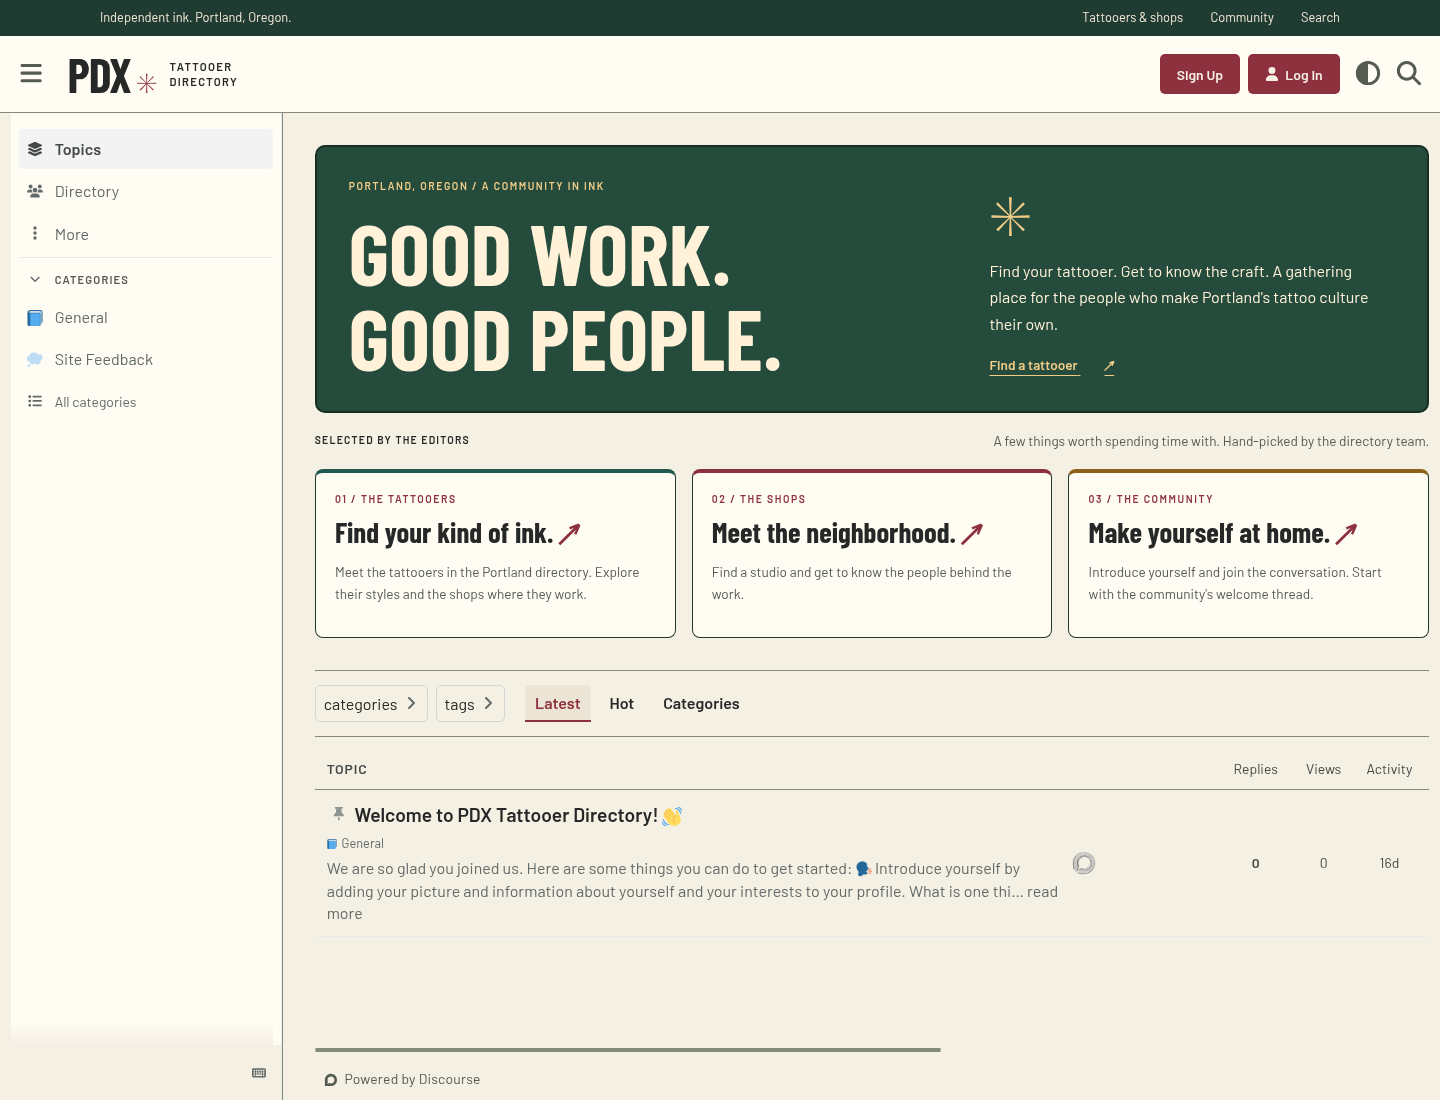 Independent ink. Portland, Oregon.
Tattooers & shops
Community
Search
PDX
TATTOOER
DIRECTORY
Sign Up
Log In
Topics
Directory
More
CATEGORIES
General
Site Feedback
All categories
PORTLAND, OREGON / A COMMUNITY IN INK
GOOD WORK.
GOOD PEOPLE.
Find your tattooer. Get to know the craft. A gathering
place for the people who make Portland's tattoo culture
their own.
Find a tattooer
SELECTED BY THE EDITORS
A few things worth spending time with. Hand-picked by the directory team.
01 / THE TATTOOERS
Find your kind of ink.
Meet the tattooers in the Portland directory. Explore
their styles and the shops where they work.
02 / THE SHOPS
Meet the neighborhood.
Find a studio and get to know the people behind the
work.
03 / THE COMMUNITY
Make yourself at home.
Introduce yourself and join the conversation. Start
with the community's welcome thread.
categories
tags
Latest
Hot
Categories
TOPIC
Replies
Views
Activity
Welcome to PDX Tattooer Directory! 👋
General
We are so glad you joined us. Here are some things you can do to get started: 🗣 Introduce yourself by
adding your picture and information about yourself and your interests to your profile. What is one thi... read
more
0
0
16d
Powered by Discourse